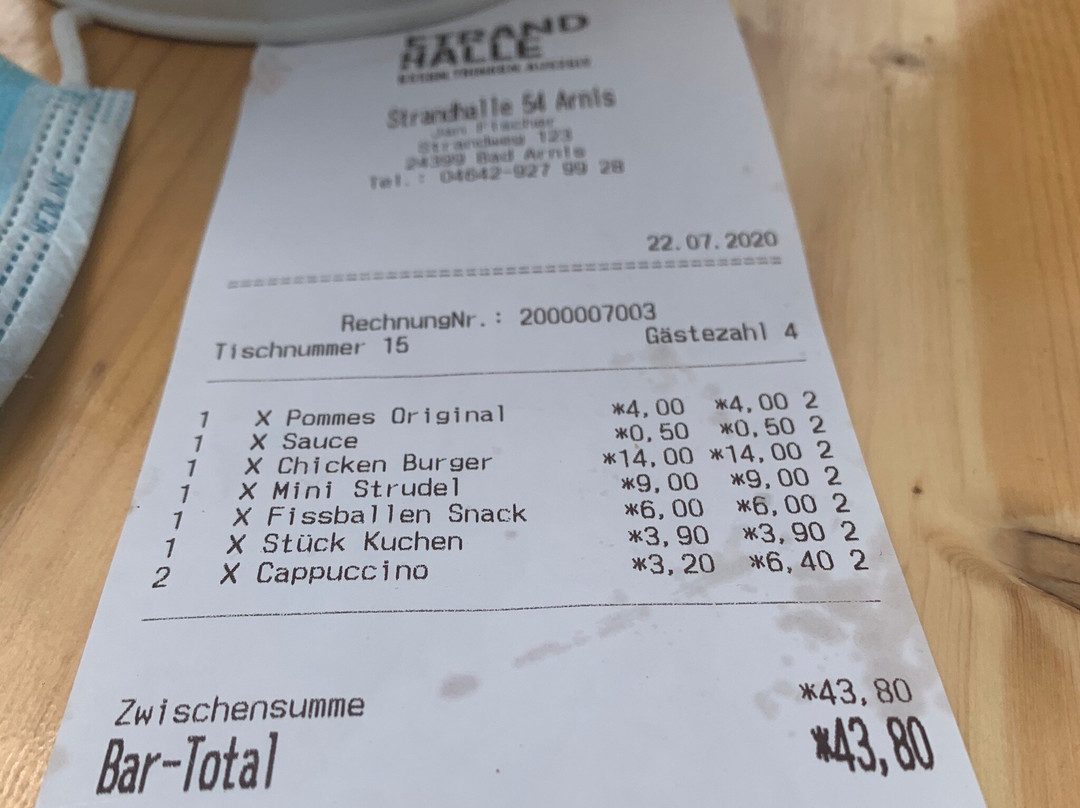 STRAND
HALLE
ESSEN TRINKEN AUSZEIT
Strandhalle 54 Arnis
Jan Fischer
Strandweg 123
24399 Bad Arnis
Tel.: 04642-927 99 28
22.07.2020
RechnungNr.: 2000007003
Tischnummer 15 Gästezahl 4
1 X Pommes Original *4,00 *4,00 2
1 X Sauce *0,50 *0,50 2
1 X Chicken Burger *14,00 *14,00 2
1 X Mini Strudel *9,00 *9,00 2
1 X Fissballen Snack *6,00 *6,00 2
1 X Stück Kuchen *3,90 *3,90 2
2 X Cappuccino *3,20 *6,40 2
Zwischensumme *43,80
Bar-Total *43,80
MEDLINE